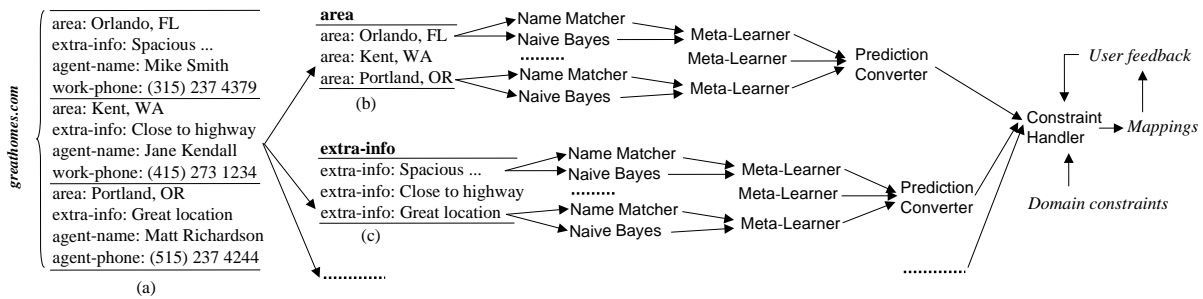 greathomes.com
area: Orlando, FL
extra-info: Spacious ...
agent-name: Mike Smith
work-phone: (315) 237 4379
area: Kent, WA
extra-info: Close to highway
agent-name: Jane Kendall
work-phone: (415) 273 1234
area: Portland, OR
extra-info: Great location
agent-name: Matt Richardson
agent-phone: (515) 237 4244
(a)
area
area: Orlando, FL
area: Kent, WA
area: Portland, OR
(b)
Name Matcher
Naive Bayes
.........
Name Matcher
Naive Bayes
Meta-Learner
Meta-Learner
Meta-Learner
Prediction
Converter
extra-info
extra-info: Spacious ...
extra-info: Close to highway
extra-info: Great location
(c)
Name Matcher
Naive Bayes
.........
Name Matcher
Naive Bayes
Meta-Learner
Meta-Learner
Meta-Learner
Prediction
Converter
.............
.............
User feedback
Constraint
Handler
Mappings
Domain constraints